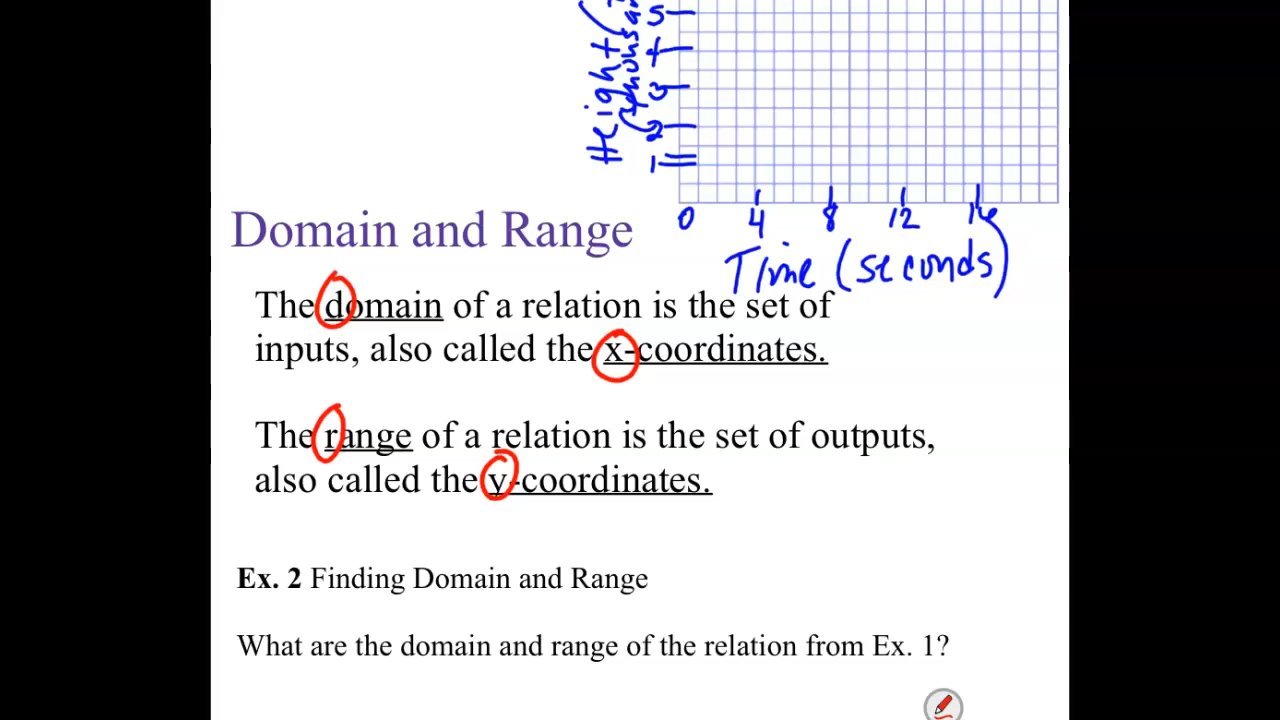 Height
5
4
3
2
1
0 4 8 12 16
Time (seconds)
Domain and Range
The domain of a relation is the set of
inputs, also called the x-coordinates.
The range of a relation is the set of outputs,
also called the y-coordinates.
Ex. 2 Finding Domain and Range
What are the domain and range of the relation from Ex. 1?